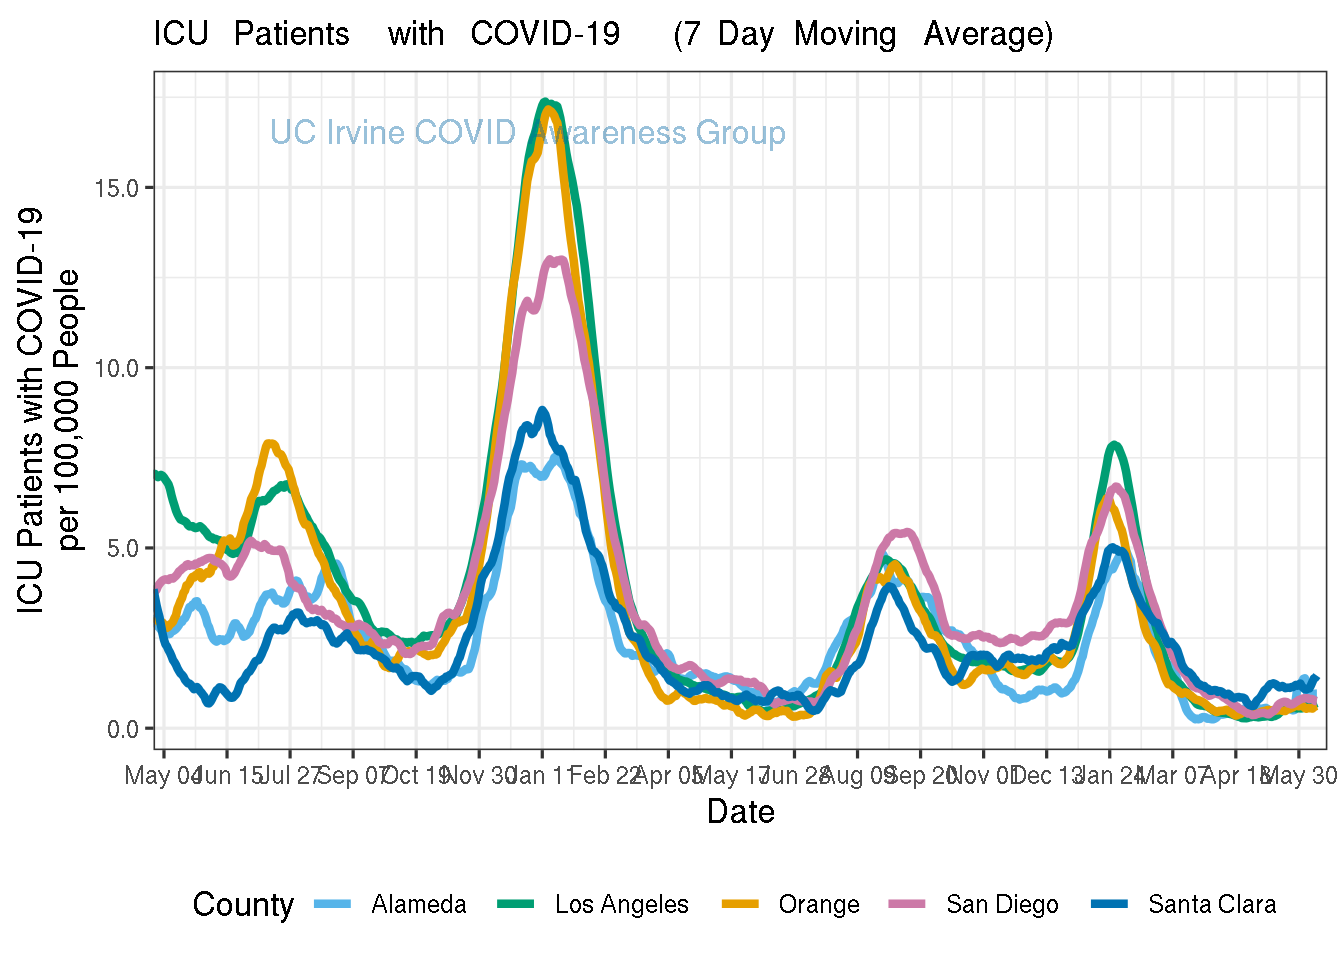 ICU Patients with COVID-19 (7 Day Moving Average)
UC Irvine COVID Awareness Group
15.0
10.0
5.0
0.0
ICU Patients with COVID-19
per 100,000 People
May 04 Jun 15 Jul 27 Sep 07 Oct 19 Nov 30 Jan 11 Feb 22 Apr 05 May 17 Jun 28 Aug 09 Sep 20 Nov 01 Dec 13 Jan 24 Mar 07 Apr 18 May 30
Date
County Alameda Los Angeles Orange San Diego Santa Clara